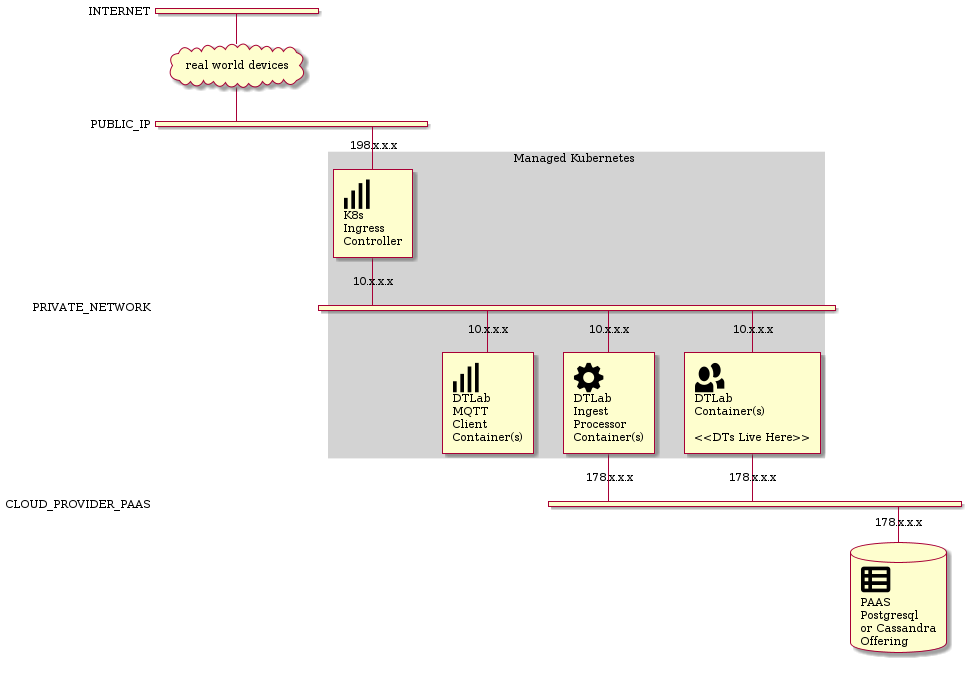 INTERNET
real world devices
PUBLIC_IP
198.x.x.x
Managed Kubernetes
K8s
Ingress
Controller
10.x.x.x
PRIVATE_NETWORK
10.x.x.x
10.x.x.x
10.x.x.x
DTLab
MQTT
Client
Container(s)
DTLab
Ingest
Processor
Container(s)
DTLab
Container(s)
<<DTs Live Here>>
178.x.x.x
178.x.x.x
CLOUD_PROVIDER_PAAS
178.x.x.x
PAAS
Postgresql
or Cassandra
Offering